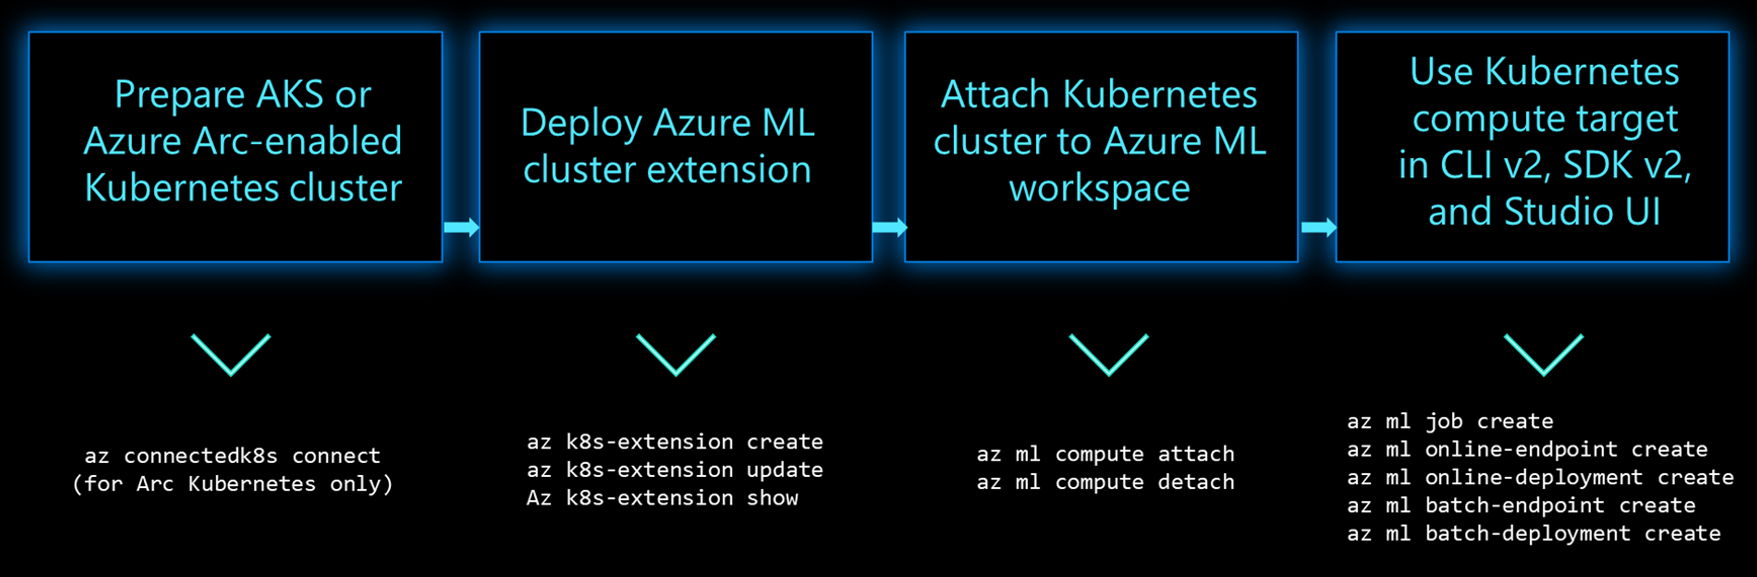 Prepare AKS or
Azure Arc-enabled
Kubernetes cluster
Deploy Azure ML
cluster extension
Attach Kubernetes
cluster to Azure ML
workspace
Use Kubernetes
compute target
in CLI v2, SDK v2,
and Studio UI
az connectedk8s connect
(for Arc Kubernetes only)
az k8s-extension create
az k8s-extension update
Az k8s-extension show
az ml compute attach
az ml compute detach
az ml job create
az ml online-endpoint create
az ml online-deployment create
az ml batch-endpoint create
az ml batch-deployment create